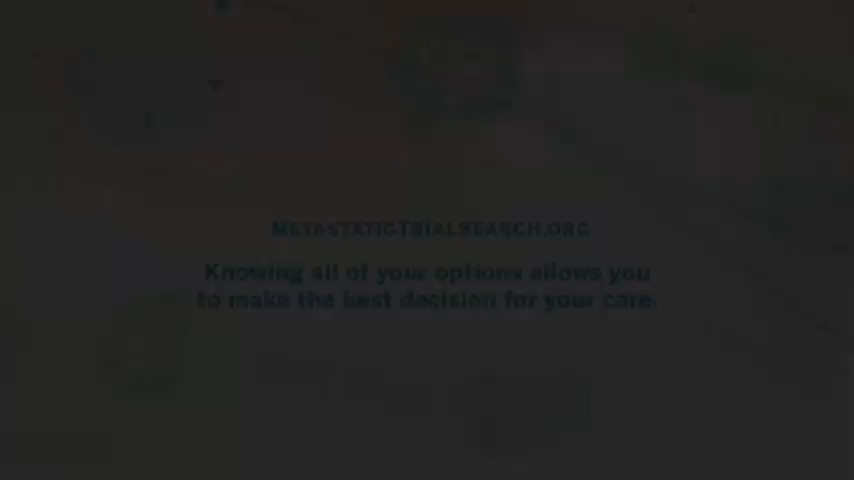 METASTATICTRIALSEARCH.ORG
Knowing all of your options allows you
to make the best decision for your care.